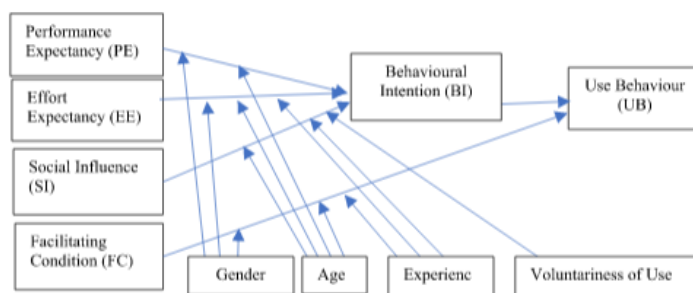 Performance
Expectancy (PE)
Effort
Expectancy (EE)
Social Influence
(SI)
Facilitating
Condition (FC)
Behavioural
Intention (BI)
Use Behaviour
(UB)
Gender
Age
Experienc
Voluntariness of Use